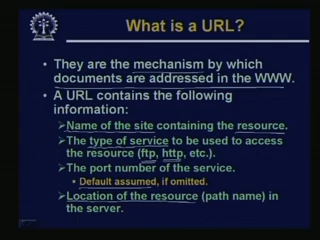 What is a URL?
• They are the mechanism by which
documents are addressed in the WWW.
• A URL contains the following
information:
➢Name of the site containing the resource.
➢The type of service to be used to access
the resource (ftp, http, etc.).
➢The port number of the service.
• Default assumed, if omitted.
➢Location of the resource (path name) in
the server.